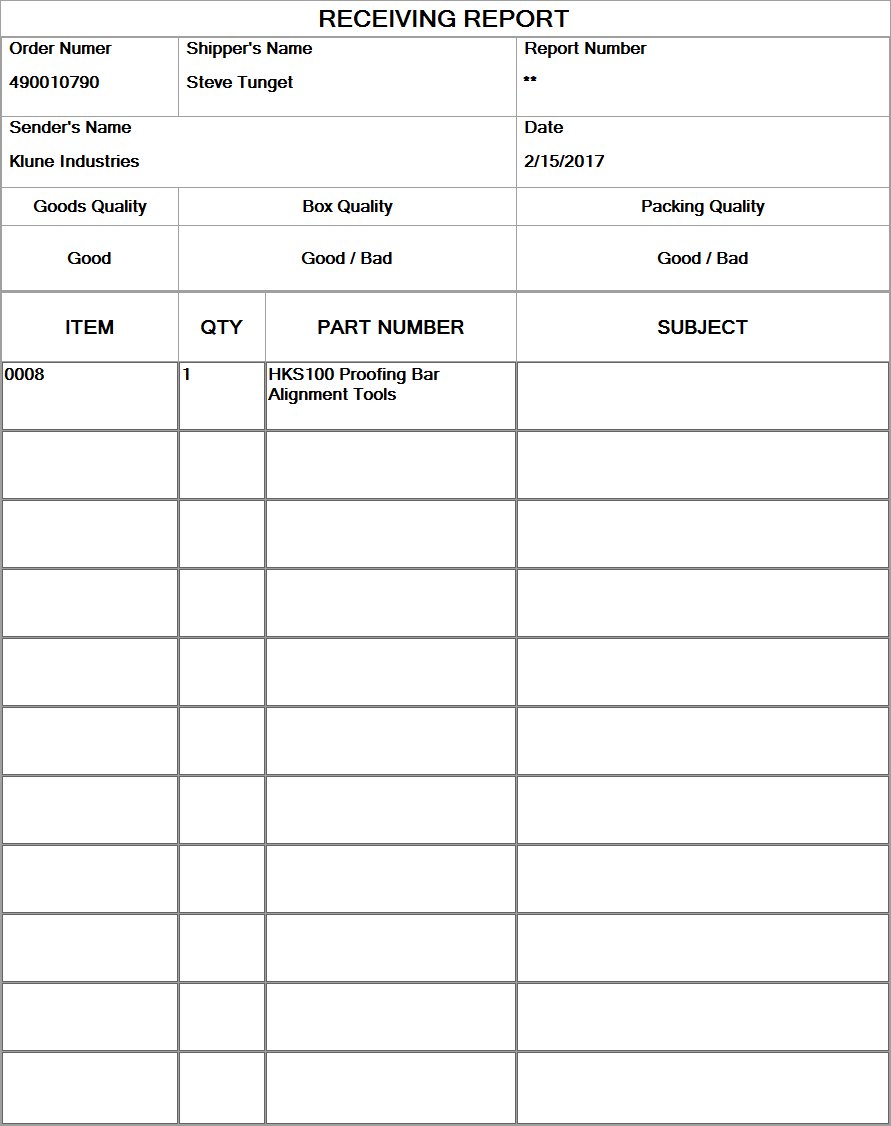 RECEIVING REPORT
Order Numer
Shipper's Name
Report Number
490010790
Steve Tunget
**
Sender's Name
Date
Klune Industries
2/15/2017
Goods Quality
Box Quality
Packing Quality
Good
Good / Bad
Good / Bad
ITEM
QTY
PART NUMBER
SUBJECT
0008
1
HKS100 Proofing Bar
Alignment Tools